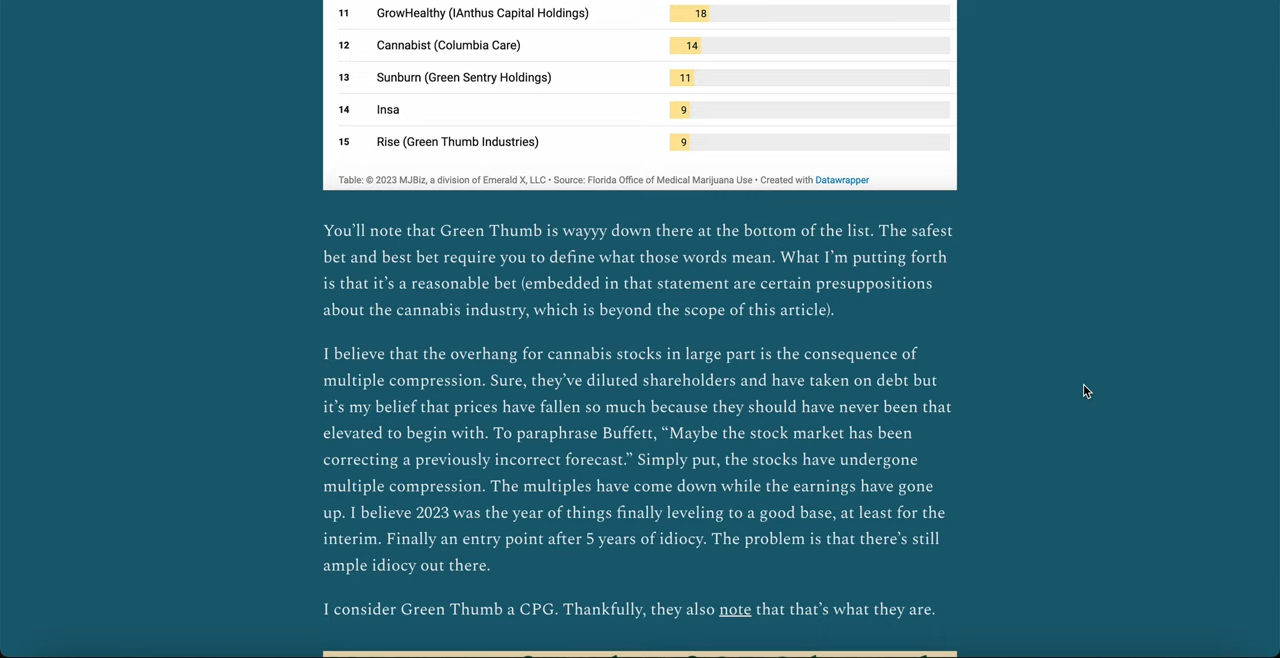 11 GrowHealthy (IAnthus Capital Holdings) 18
12 Cannabist (Columbia Care) 14
13 Sunburn (Green Sentry Holdings) 11
14 Insa 9
15 Rise (Green Thumb Industries) 9
Table: © 2023 MJBiz, a division of Emerald X, LLC • Source: Florida Office of Medical Marijuana Use • Created with Datawrapper
You’ll note that Green Thumb is wayyy down there at the bottom of the list. The safest
bet and best bet require you to define what those words mean. What I’m putting forth
is that it’s a reasonable bet (embedded in that statement are certain presuppositions
about the cannabis industry, which is beyond the scope of this article).
I believe that the overhang for cannabis stocks in large part is the consequence of
multiple compression. Sure, they’ve diluted shareholders and have taken on debt but
it’s my belief that prices have fallen so much because they should have never been that
elevated to begin with. To paraphrase Buffett, “Maybe the stock market has been
correcting a previously incorrect forecast.” Simply put, the stocks have undergone
multiple compression. The multiples have come down while the earnings have gone
up. I believe 2023 was the year of things finally leveling to a good base, at least for the
interim. Finally an entry point after 5 years of idiocy. The problem is that there’s still
ample idiocy out there.
I consider Green Thumb a CPG. Thankfully, they also note that that’s what they are.